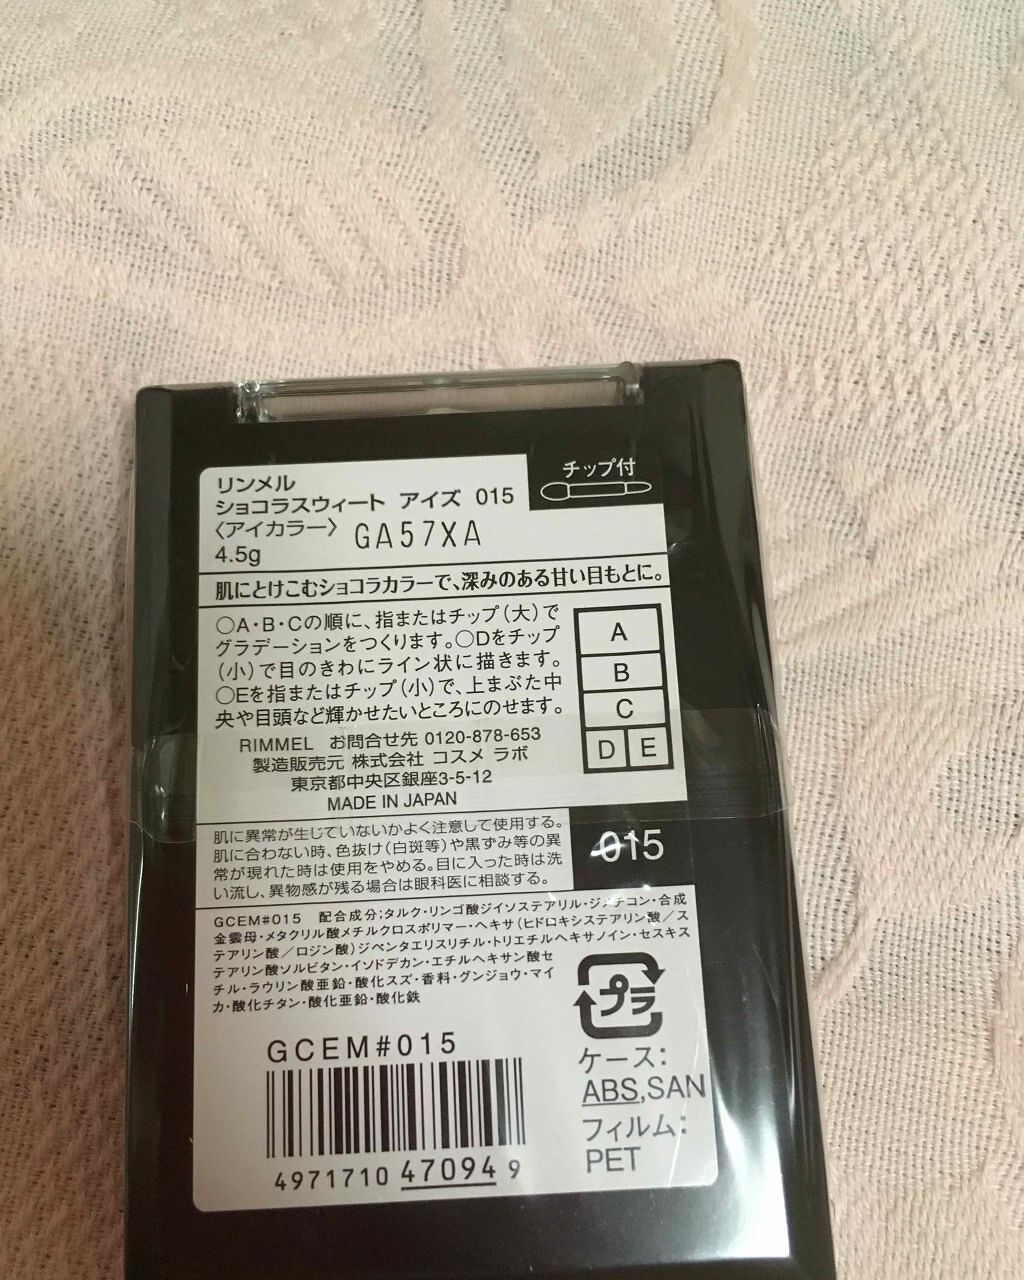 チップ付
リンメル
ショコラスウィート アイズ 015
〈アイカラー〉 GA57XA
4.5g
肌にとけこむショコラカラーで、深みのある甘い目もとに。
○A・B・Cの順に、指またはチップ(大)で
グラデーションをつくります。○Dをチップ
(小)で目のきわにライン状に描きます。
○Eを指またはチップ(小)で、上まぶた中
央や目頭など輝かせたいところにのせます。
A
B
C
D E
RIMMEL お問合せ先 0120-878-653
製造販売元 株式会社 コスメ ラボ
東京都中央区銀座3-5-12
MADE IN JAPAN
肌に異常が生じていないかよく注意して使用する。
肌に合わない時、色抜け(白斑等)や黒ずみ等の異
常が現れた時は使用をやめる。目に入った時は洗
い流し、異物感が残る場合は眼科医に相談する。
015
GCEM#015 配合成分;タルク・リンゴ酸ジイソステアリル・ジメチコン・合成
金雲母・メタクリル酸メチルクロスポリマー・ヘキサ(ヒドロキシステアリン酸/ス
テアリン酸/ロジン酸)ジペンタエリスリチル・トリエチルヘキサノイン・セスキス
テアリン酸ソルビタン・イソドデカン・エチルヘキサン酸セ
チル・ラウリン酸亜鉛・酸化スズ・香料・グンジョウ・マイ
カ・酸化チタン・酸化亜鉛・酸化鉄
プラ
ケース:
ABS,SAN
フィルム:
PET
GCEM#015
4971710 47094 9